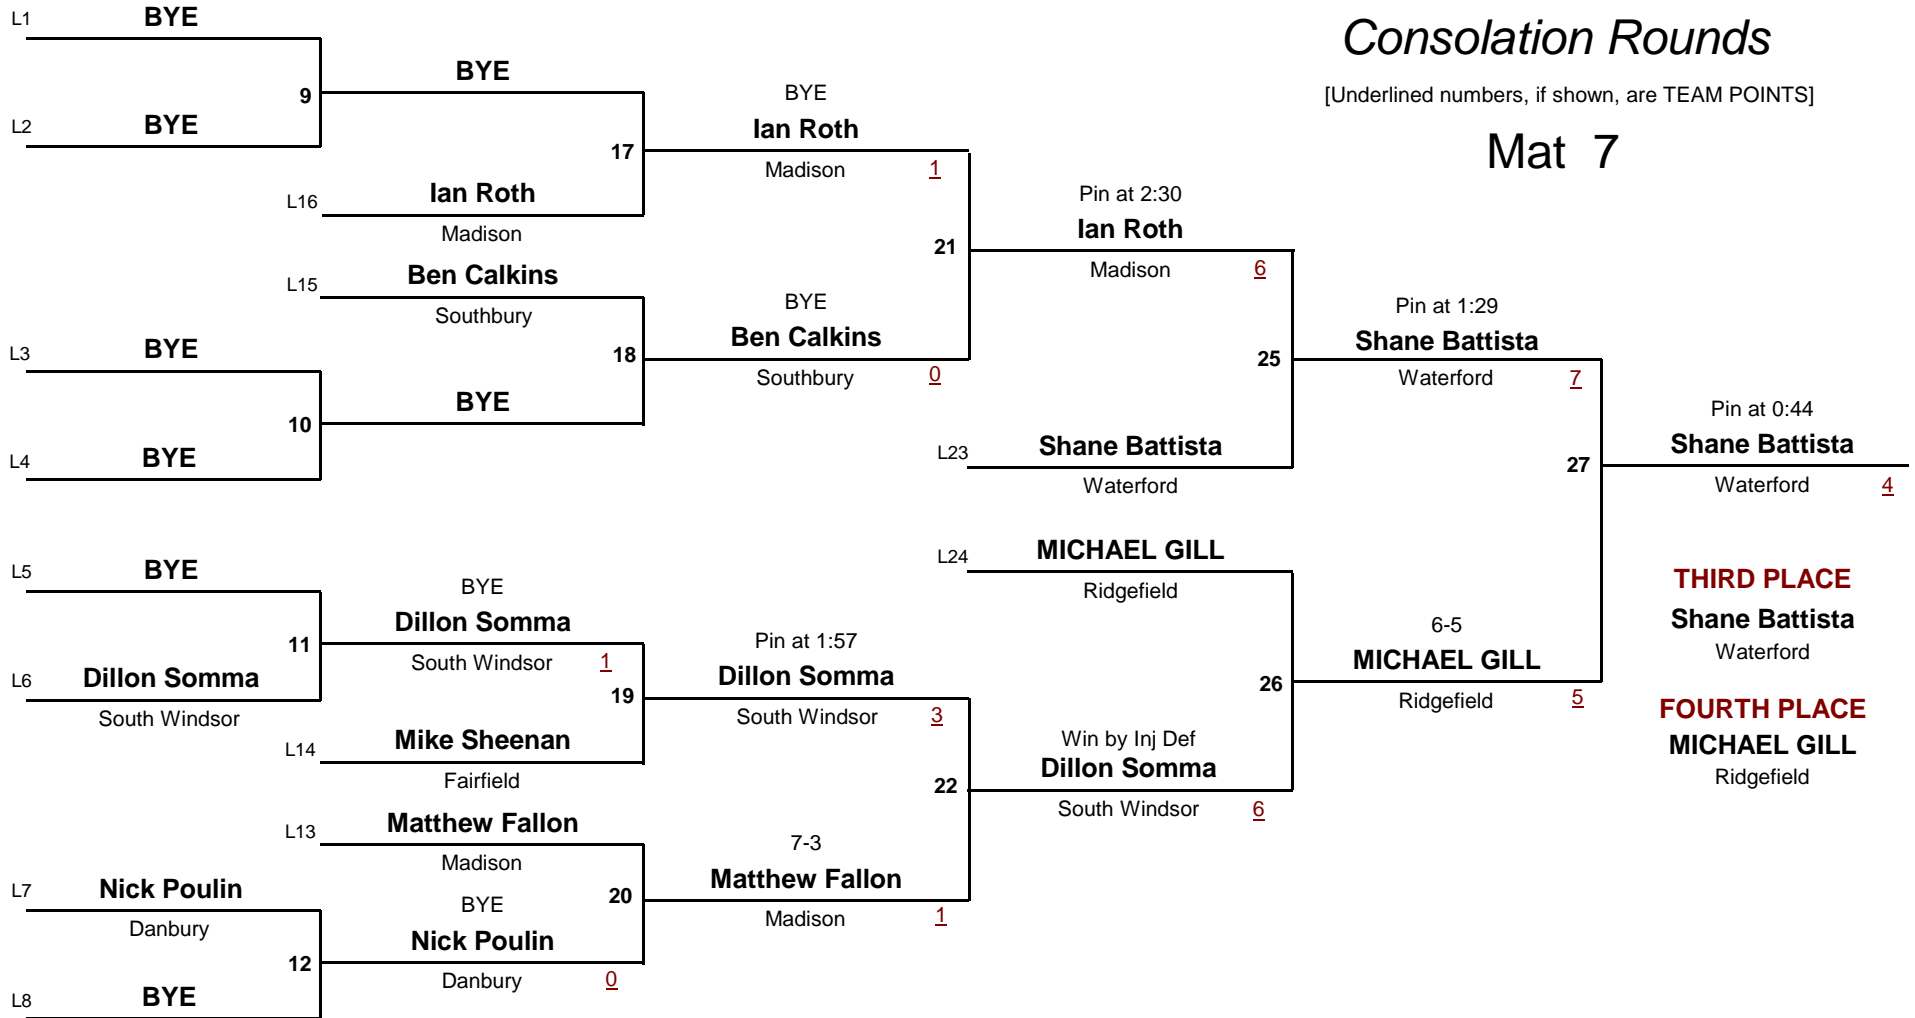 Consolation Rounds
[Underlined numbers, if shown, are TEAM POINTS]
Mat 7
L1 BYE
9
L2 BYE
BYE
17
L16 Ian Roth
Madison
BYE
Ian Roth
Madison 1
L15 Ben Calkins
Southbury
18
L3 BYE
10
L4 BYE
BYE
BYE
Ben Calkins
Southbury 0
21
Pin at 2:30
Ian Roth
Madison 6
25
L23 Shane Battista
Waterford
Pin at 1:29
Shane Battista
Waterford 7
27
Pin at 0:44
Shane Battista
Waterford 4
L5 BYE
11
L6 Dillon Somma
South Windsor
BYE
Dillon Somma
South Windsor 1
19
L14 Mike Sheenan
Fairfield
Pin at 1:57
Dillon Somma
South Windsor 3
22
L13 Matthew Fallon
Madison
20
L7 Nick Poulin
Danbury
12
L8 BYE
BYE
Nick Poulin
Danbury 0
7-3
Matthew Fallon
Madison 1
L24 MICHAEL GILL
Ridgefield
26
Win by Inj Def
Dillon Somma
South Windsor 6
6-5
MICHAEL GILL
Ridgefield 5
THIRD PLACE
Shane Battista
Waterford
FOURTH PLACE
MICHAEL GILL
Ridgefield